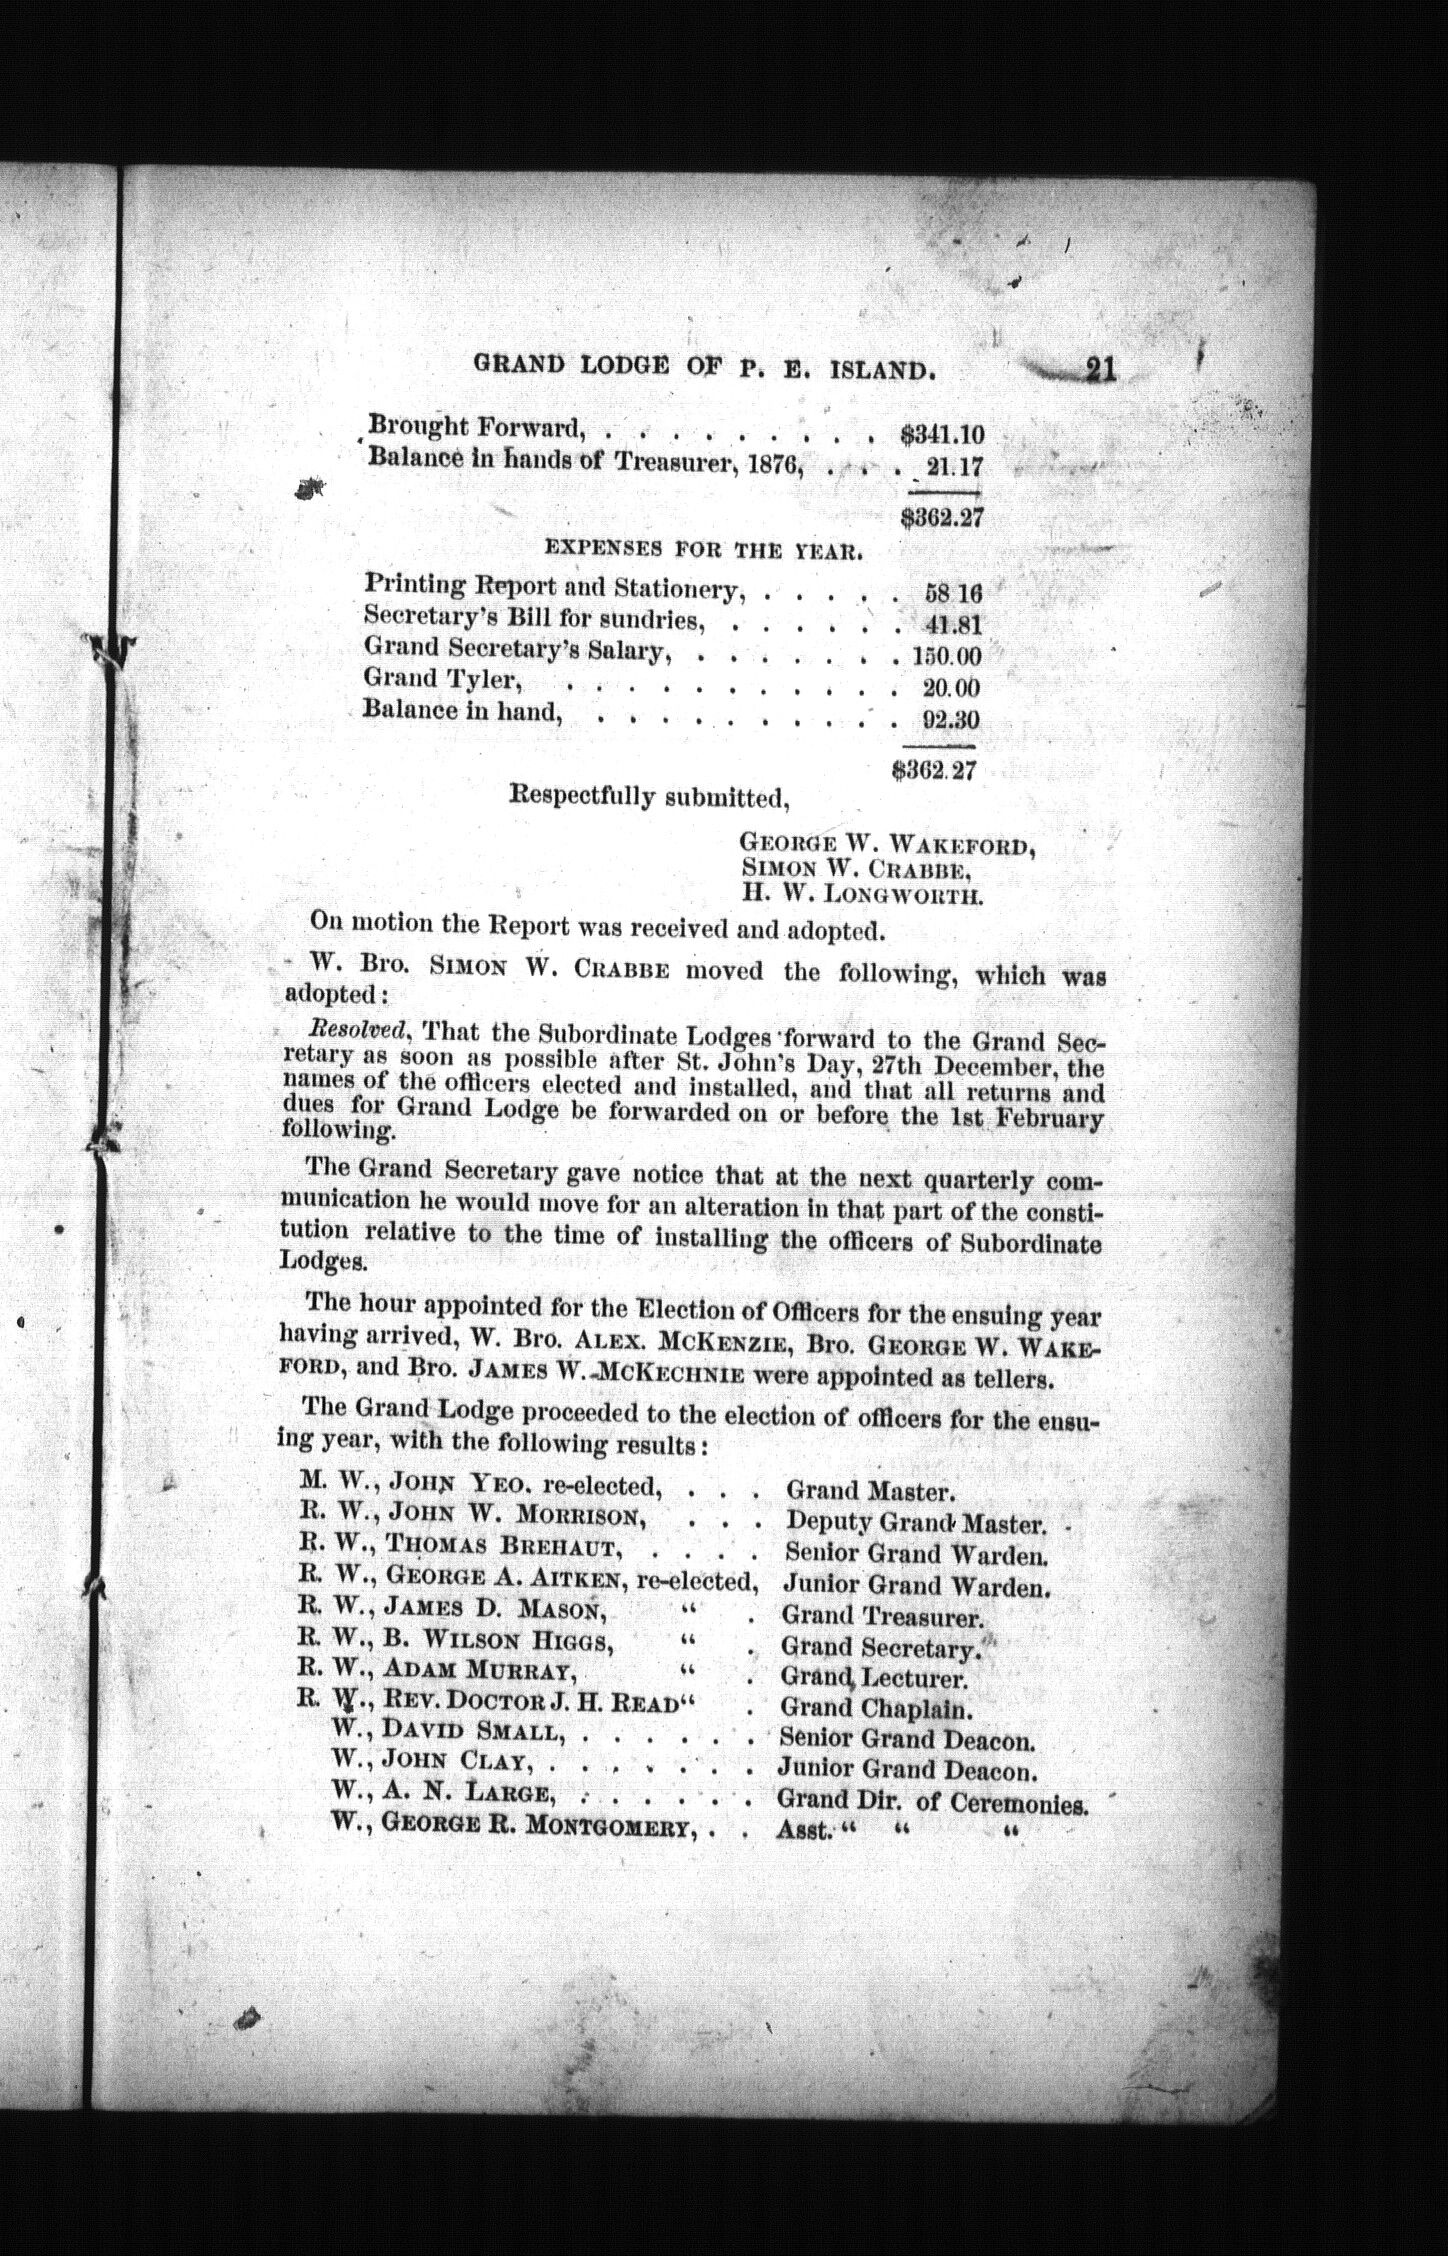 GRAND LODGE OF P. E. ISLAND. 21
Brought Forward, . . . . . . . . . $341.10
Balance in hands of Treasurer, 1876, . . . 21.17
$362.27
EXPENSES FOR THE YEAR.
Printing Report and Stationery, . . . . . 58 16
Secretary's Bill for sundries, . . . . . . 41.81
Grand Secretary's Salary, . . . . . . . 150.00
Grand Tyler, . . . . . . . . . . . 20.00
Balance in hand, . . . . . . . . . . 92.30
$362.27
Respectfully submitted,
GEORGE W. WAKEFORD,
SIMON W. CRABBE,
H. W. LONGWORTH.
On motion the Report was received and adopted.
W. Bro. SIMON W. CRABBE moved the following, which was
adopted:
Resolved, That the Subordinate Lodges forward to the Grand Sec-
retary as soon as possible after St. John's Day, 27th December, the
names of the officers elected and installed, and that all returns and
dues for Grand Lodge be forwarded on or before the 1st February
following.
The Grand Secretary gave notice that at the next quarterly com-
munication he would move for an alteration in that part of the consti-
tution relative to the time of installing the officers of Subordinate
Lodges.
The hour appointed for the Election of Officers for the ensuing year
having arrived, W. Bro. ALEX. MCKENZIE, Bro. GEORGE W. WAKE-
FORD, and Bro. JAMES W. MCKECHNIE were appointed as tellers.
The Grand Lodge proceeded to the election of officers for the ensu-
ing year, with the following results:
M. W., JOHN YEO. re-elected, . . . Grand Master.
R. W., JOHN W. MORRISON, . . . Deputy Grand Master.
R. W., THOMAS BREHAUT, . . . . Senior Grand Warden.
R. W., GEORGE A. AITKEN, re-elected, Junior Grand Warden.
R. W., JAMES D. MASON, " . Grand Treasurer.
R. W., B. WILSON HIGGS, " . Grand Secretary.
R. W., ADAM MURRAY, " . Grand Lecturer.
R. W., REV. DOCTOR J. H. READ " . Grand Chaplain.
W., DAVID SMALL, . . . . . . Senior Grand Deacon.
W., JOHN CLAY, . . . . . . . Junior Grand Deacon.
W., A. N. LARGE, . . . . . . Grand Dir. of Ceremonies.
W., GEORGE R. MONTGOMERY, . . Asst. " " "